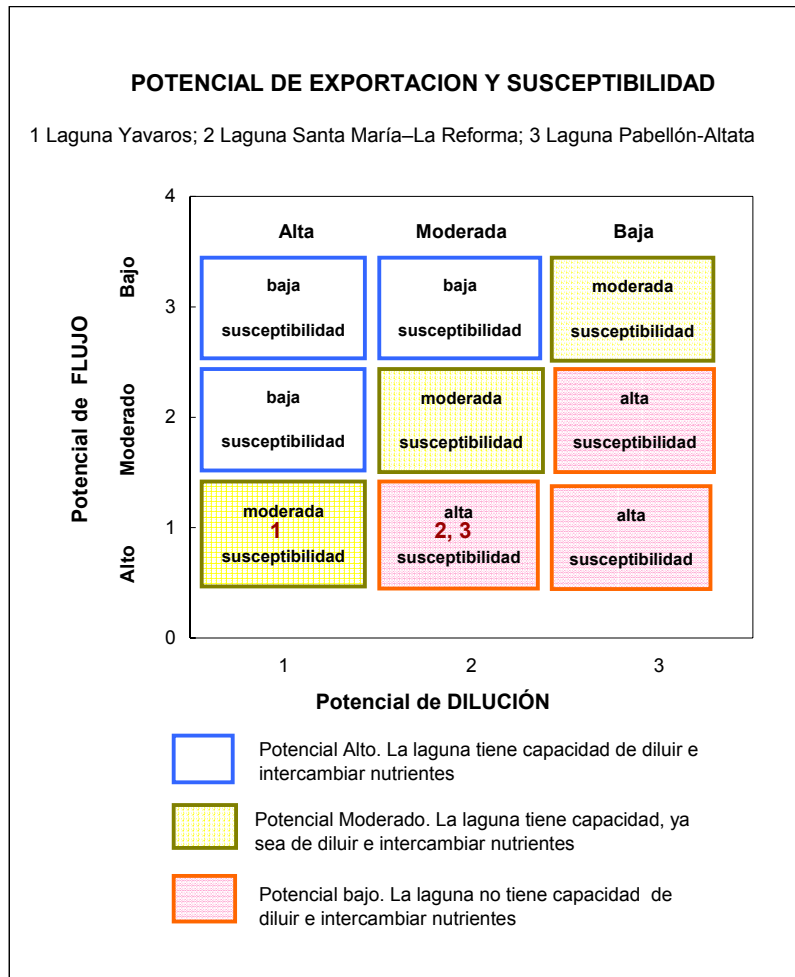 POTENCIAL DE EXPORTACION Y SUSCEPTIBILIDAD
1 Laguna Yavaros; 2 Laguna Santa María–La Reforma; 3 Laguna Pabellón-Altata
4
Alta Moderada Baja
Bajo
baja baja moderada
3
susceptibilidad susceptibilidad susceptibilidad
Potencial de FLUJO
Moderado
baja moderada alta
2
susceptibilidad susceptibilidad susceptibilidad
Alto
moderada alta alta
1 1 2, 3
susceptibilidad susceptibilidad susceptibilidad
0
1 2 3
Potencial de DILUCIÓN
Potencial Alto. La laguna tiene capacidad de diluir e
intercambiar nutrientes
Potencial Moderado. La laguna tiene capacidad, ya
sea de diluir e intercambiar nutrientes
Potencial bajo. La laguna no tiene capacidad de
diluir e intercambiar nutrientes